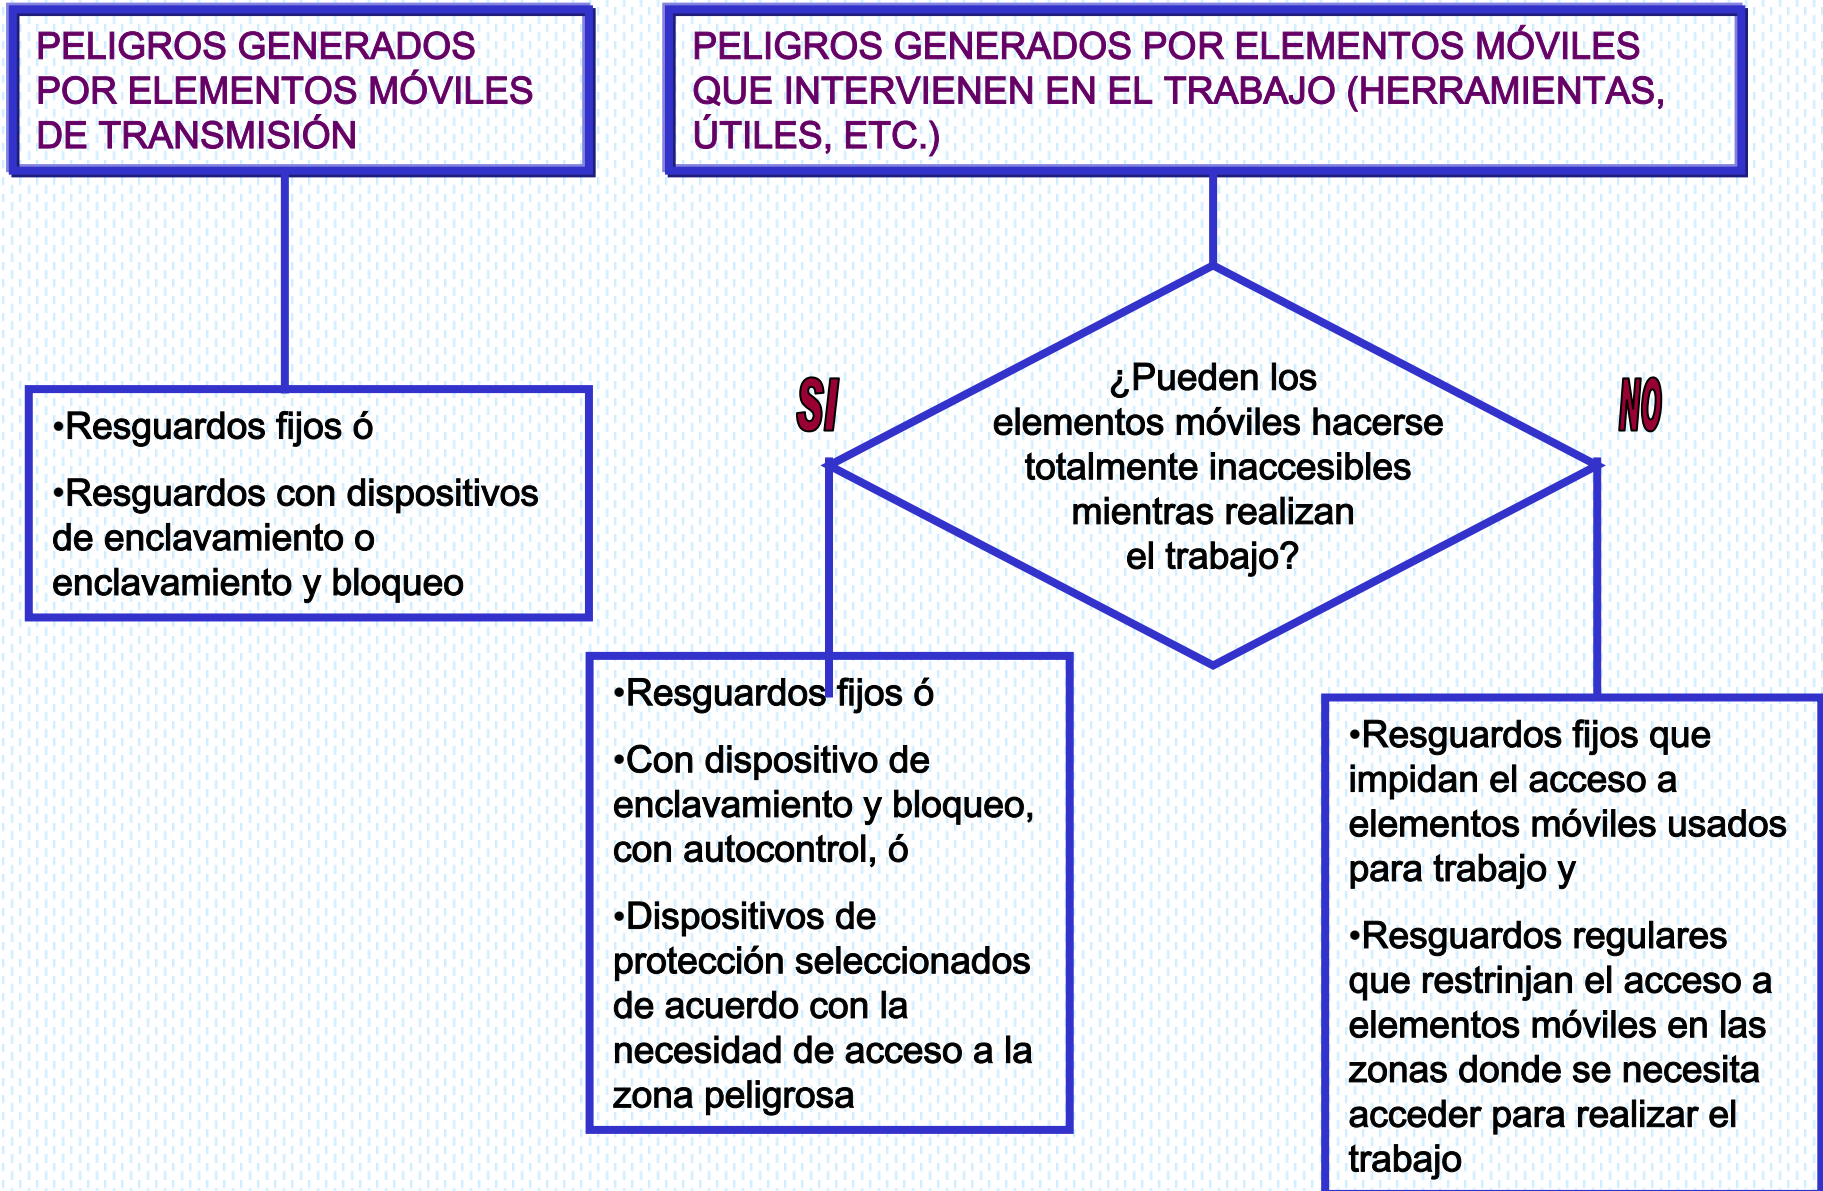 PELIGROS GENERADOS
POR ELEMENTOS MÓVILES
DE TRANSMISIÓN
PELIGROS GENERADOS POR ELEMENTOS MÓVILES
QUE INTERVIENEN EN EL TRABAJO (HERRAMIENTAS,
ÚTILES, ETC.)
•Resguardos fijos ó
•Resguardos con dispositivos
de enclavamiento o
enclavamiento y bloqueo
SI
¿Pueden los
elementos móviles hacerse
totalmente inaccesibles
mientras realizan
el trabajo?
NO
•Resguardos fijos ó
•Con dispositivo de
enclavamiento y bloqueo,
con autocontrol, ó
•Dispositivos de
protección seleccionados
de acuerdo con la
necesidad de acceso a la
zona peligrosa
•Resguardos fijos que
impidan el acceso a
elementos móviles usados
para trabajo y
•Resguardos regulares
que restrinjan el acceso a
elementos móviles en las
zonas donde se necesita
acceder para realizar el
trabajo